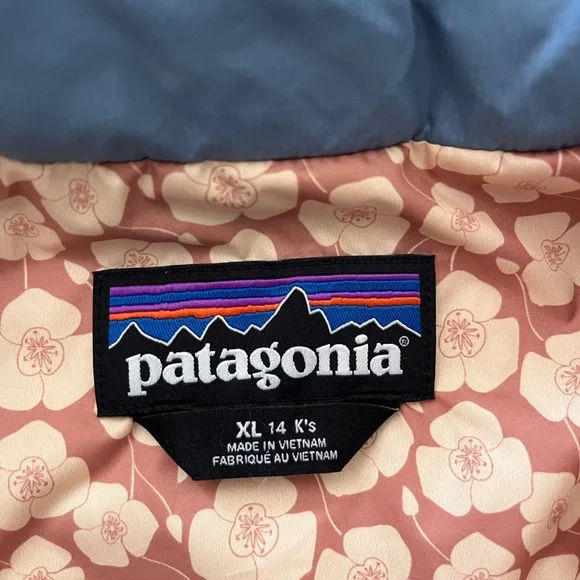 patagonia®
XL 14 K's
MADE IN VIETNAM
FABRIQUÉ AU VIETNAM